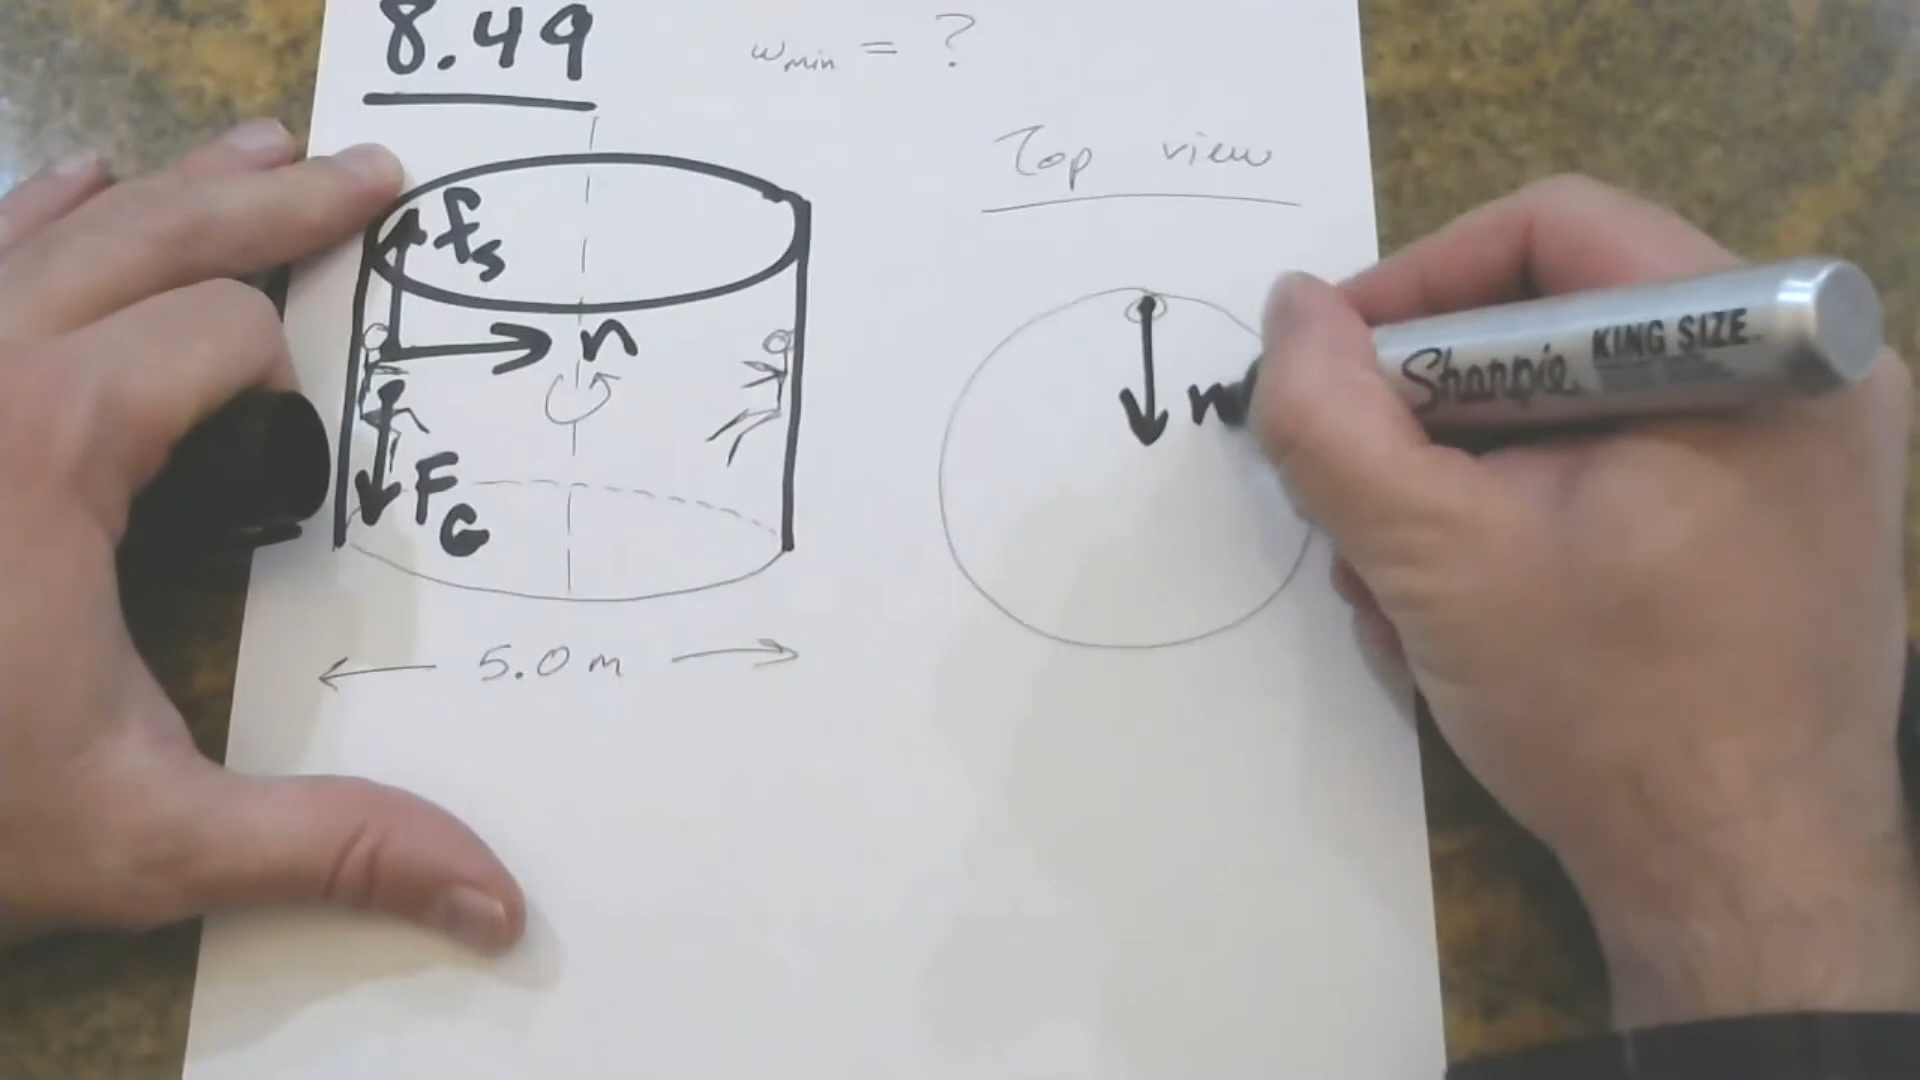 8.49
ωmin = ?
Top view
fs
n
FG
n
5.0 m
Sharpie
KING SIZE